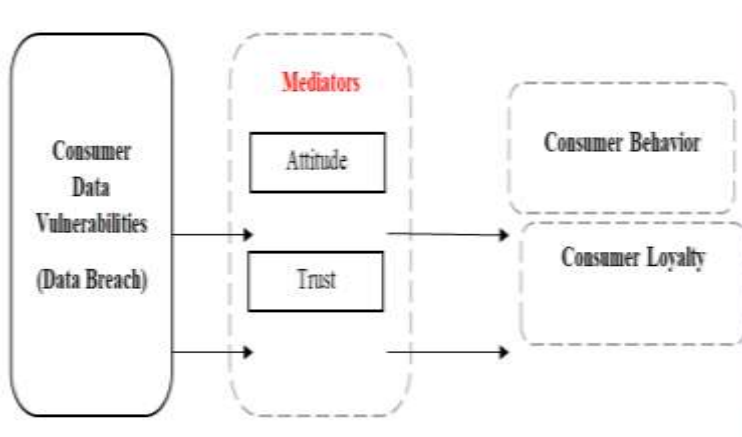 Consumer
Data
Vulnerabilities
(Data Breach)
Mediators
Attitude
Trust
Consumer Behavior
Consumer Loyalty